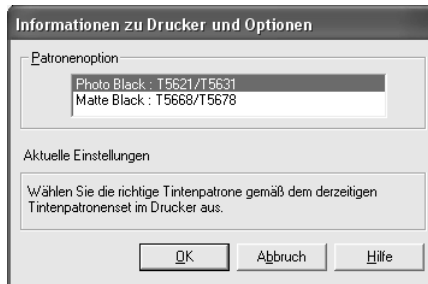 Informationen zu Drucker und Optionen
Patronenoption
Photo Black : T5621/T5631
Matte Black : T5668/T5678
Aktuelle Einstellungen
Wählen Sie die richtige Tintenpatrone gemäß dem derzeitigen
Tintenpatronenset im Drucker aus.
OK Abbruch Hilfe